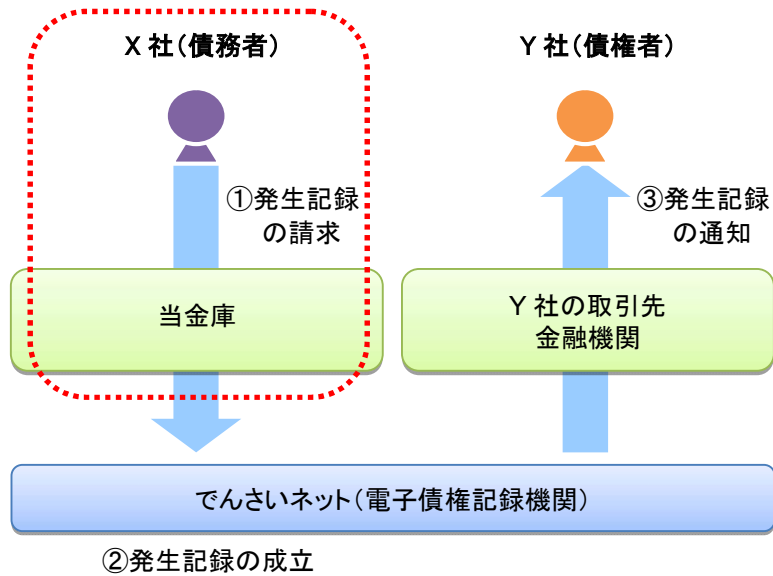 X 社（債務者）
Y 社（債権者）
①発生記録
の請求
③発生記録
の通知
当金庫
Y 社の取引先
金融機関
でんさいネット（電子債権記録機関）
②発生記録の成立